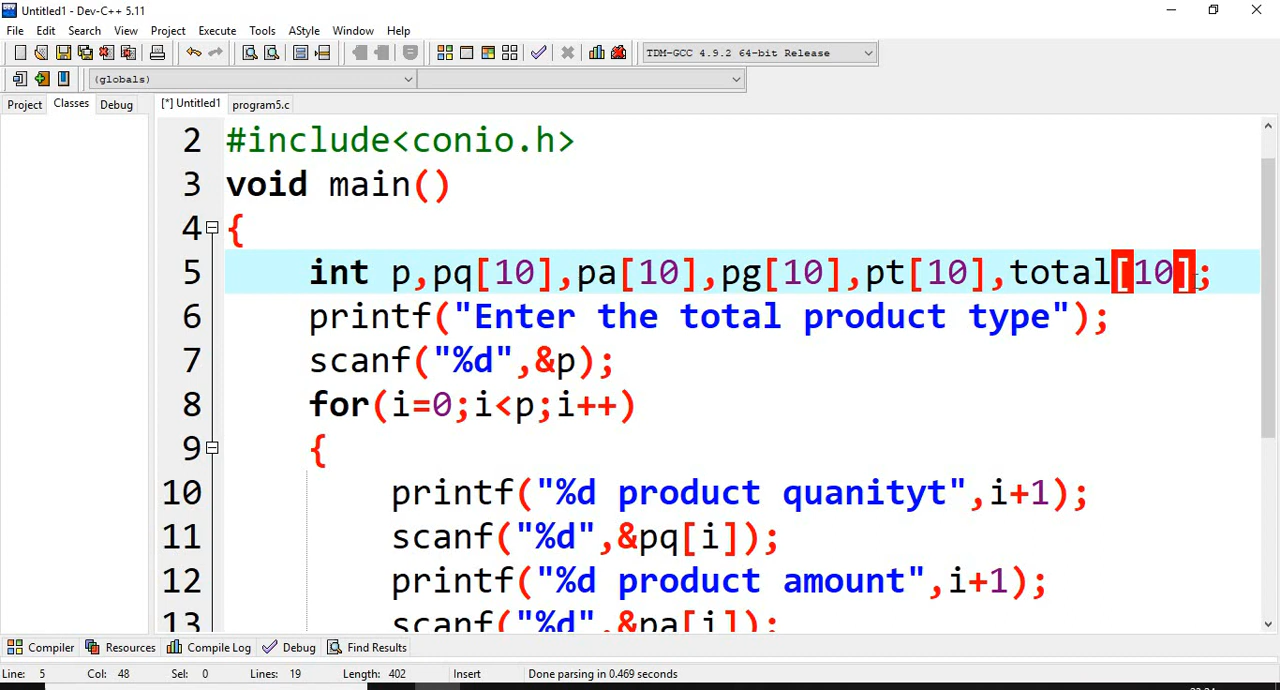 Untitled1 - Dev-C++ 5.11
File Edit Search View Project Execute Tools AStyle Window Help
TDM-GCC 4.9.2 64-bit Release
(globals)
Project Classes Debug [*] Untitled1 program5.c
2 #include<conio.h>
3 void main()
4 {
5 int p,pq[10],pa[10],pg[10],pt[10],total[10];
6 printf("Enter the total product type");
7 scanf("%d",&p);
8 for(i=0;i<p;i++)
9 {
10 printf("%d product quanityt",i+1);
11 scanf("%d",&pq[i]);
12 printf("%d product amount",i+1);
13 scanf("%d",&pa[i]);
Compiler Resources Compile Log Debug Find Results
Line: 5 Col: 48 Sel: 0 Lines: 19 Length: 402 Insert Done parsing in 0.469 seconds